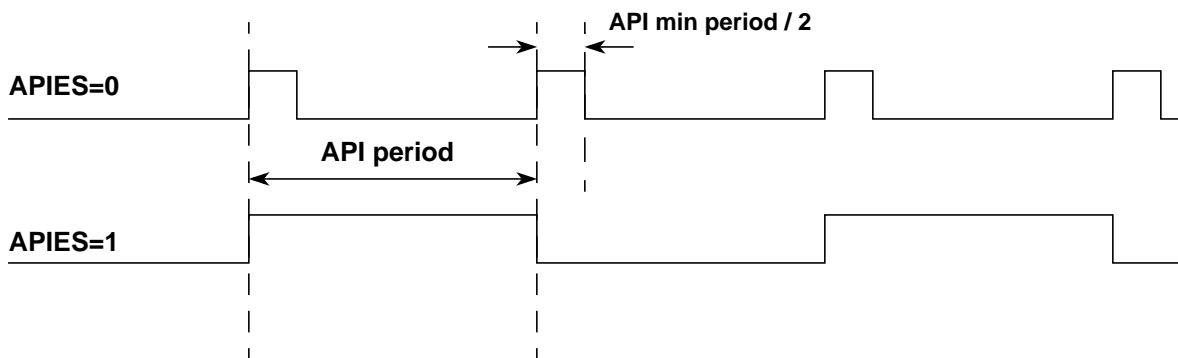 API min period / 2
APIES=0
API period
APIES=1